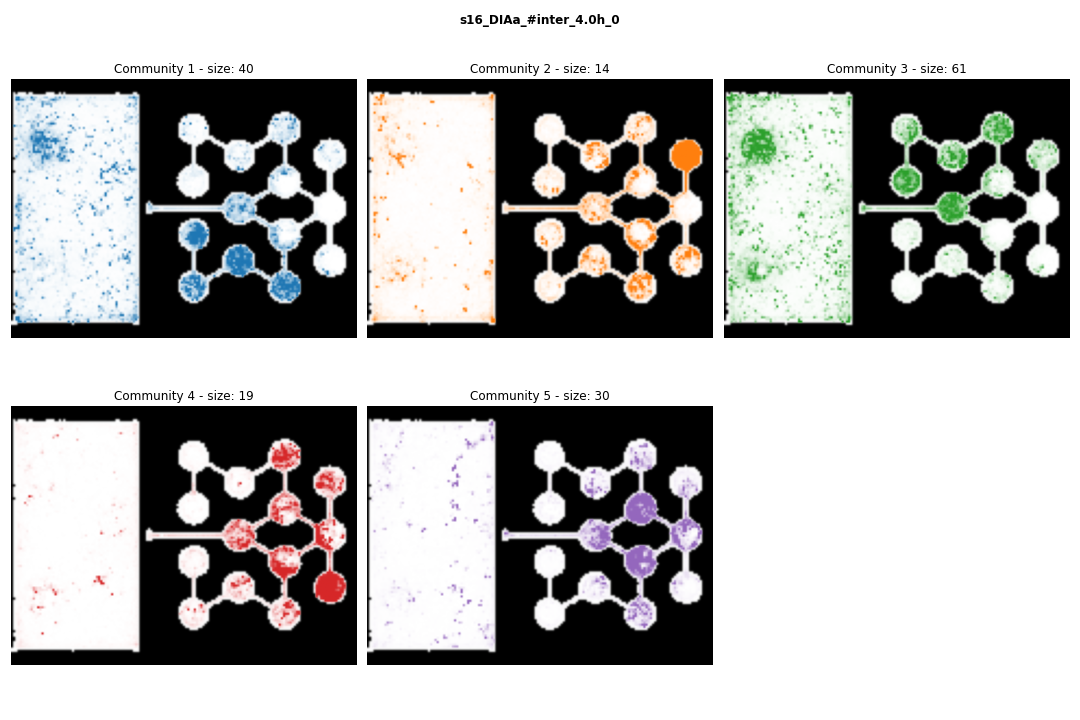 s16_DIAa_#inter_4.0h_0
Community 1 - size: 40
Community 2 - size: 14
Community 3 - size: 61
Community 4 - size: 19
Community 5 - size: 30